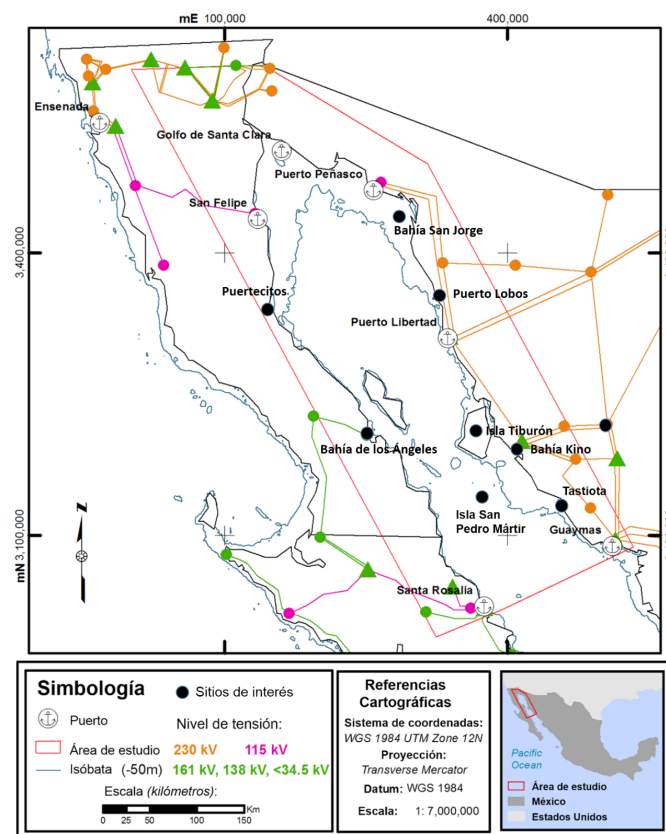 mE 100,000 400,000
Ensenada
Golfo de Santa Clara
Puerto Peñasco
San Felipe
Bahía San Jorge
3,400,000
Puertecitos
Puerto Lobos
Puerto Libertad
Isla Tiburón
Bahía de los Ángeles
Bahía Kino
Isla San
Pedro Mártir
Tastiota
Guaymas
mN 3,100,000
Z
Santa Rosalia
Simbología
Sitios de interés
Puerto
Nivel de tensión:
Área de estudio
230 kV 115 kV
Isóbata (-50m)
161 kV, 138 kV, <34.5 kV
Escala (kilómetros):
Km
0 25 50 100 150
Referencias
Cartográficas
Sistema de coordenadas:
WGS 1984 UTM Zone 12N
Proyección:
Transverse Mercator
Datum: WGS 1984
Escala: 1: 7,000,000
Pacific
Ocean
Área de estudio
México
Estados Unidos